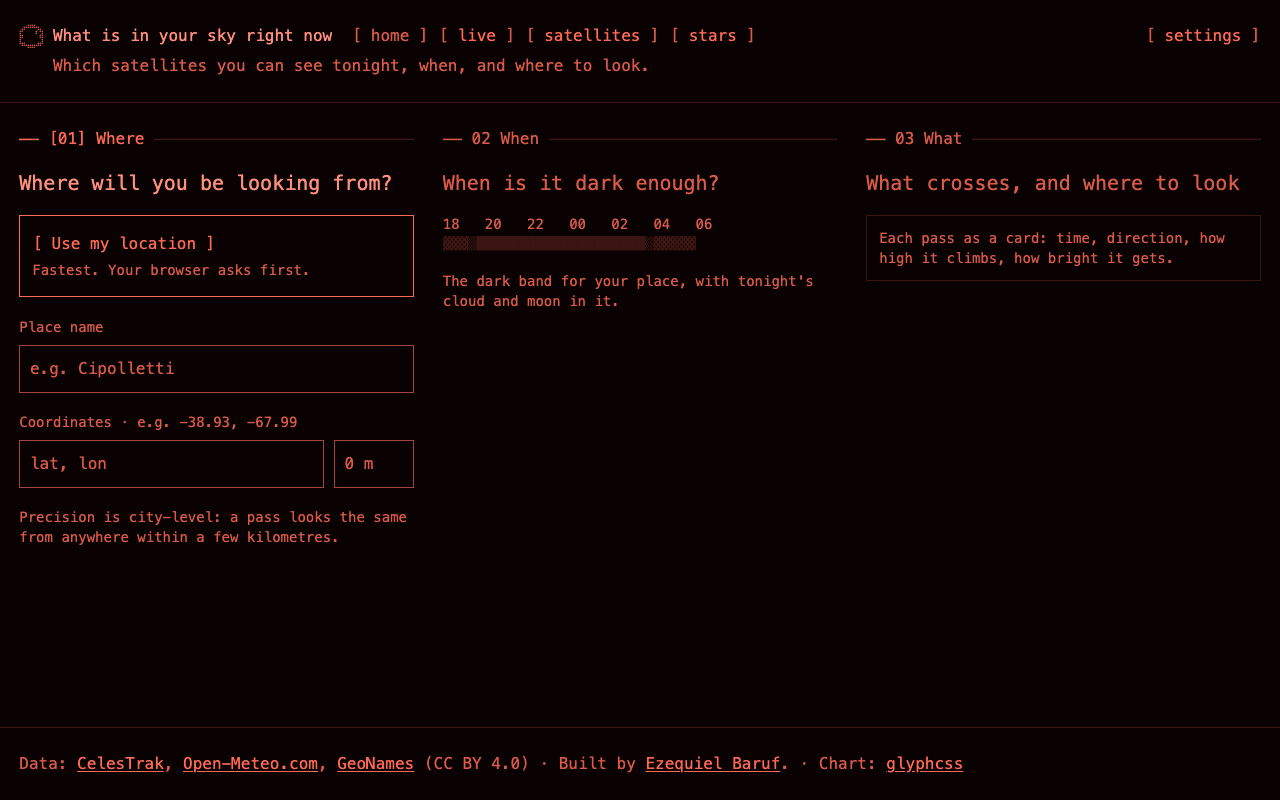 What is in your sky right now [ home ] [ live ] [ satellites ] [ stars ] [ settings ]
Which satellites you can see tonight, when, and where to look.
[01] Where
Where will you be looking from?
[ Use my location ]
Fastest. Your browser asks first.
Place name
e.g. Cipolletti
Coordinates · e.g. −38.93, −67.99
lat, lon
0 m
Precision is city-level: a pass looks the same
from anywhere within a few kilometres.
02 When
When is it dark enough?
18 20 22 00 02 04 06
The dark band for your place, with tonight's
cloud and moon in it.
03 What
What crosses, and where to look
Each pass as a card: time, direction, how
high it climbs, how bright it gets.
Data: CelesTrak, Open-Meteo.com, GeoNames (CC BY 4.0) · Built by Ezequiel Baruf. · Chart: glyphcss